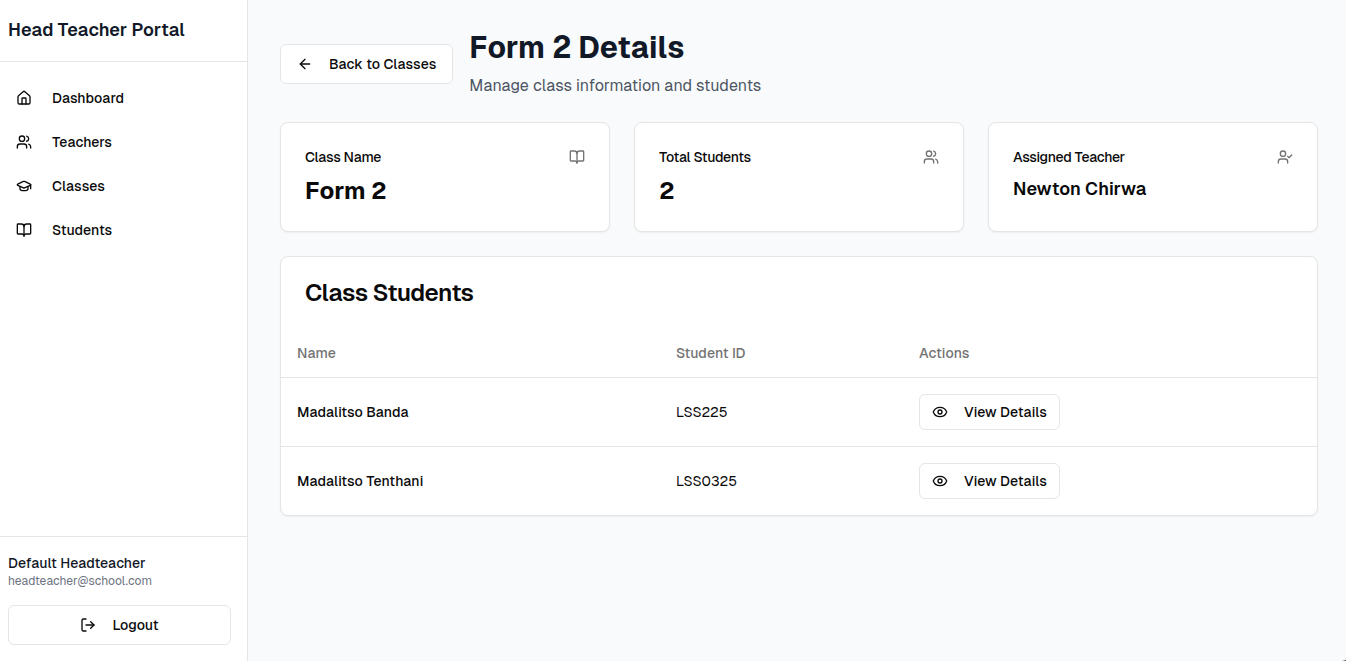 Head Teacher Portal
Dashboard
Teachers
Classes
Students
Default Headteacher
headteacher@school.com
Logout
Back to Classes
Form 2 Details
Manage class information and students
Class Name
Form 2
Total Students
2
Assigned Teacher
Newton Chirwa
Class Students
Name Student ID Actions
Madalitso Banda LSS225 View Details
Madalitso Tenthani LSS0325 View Details